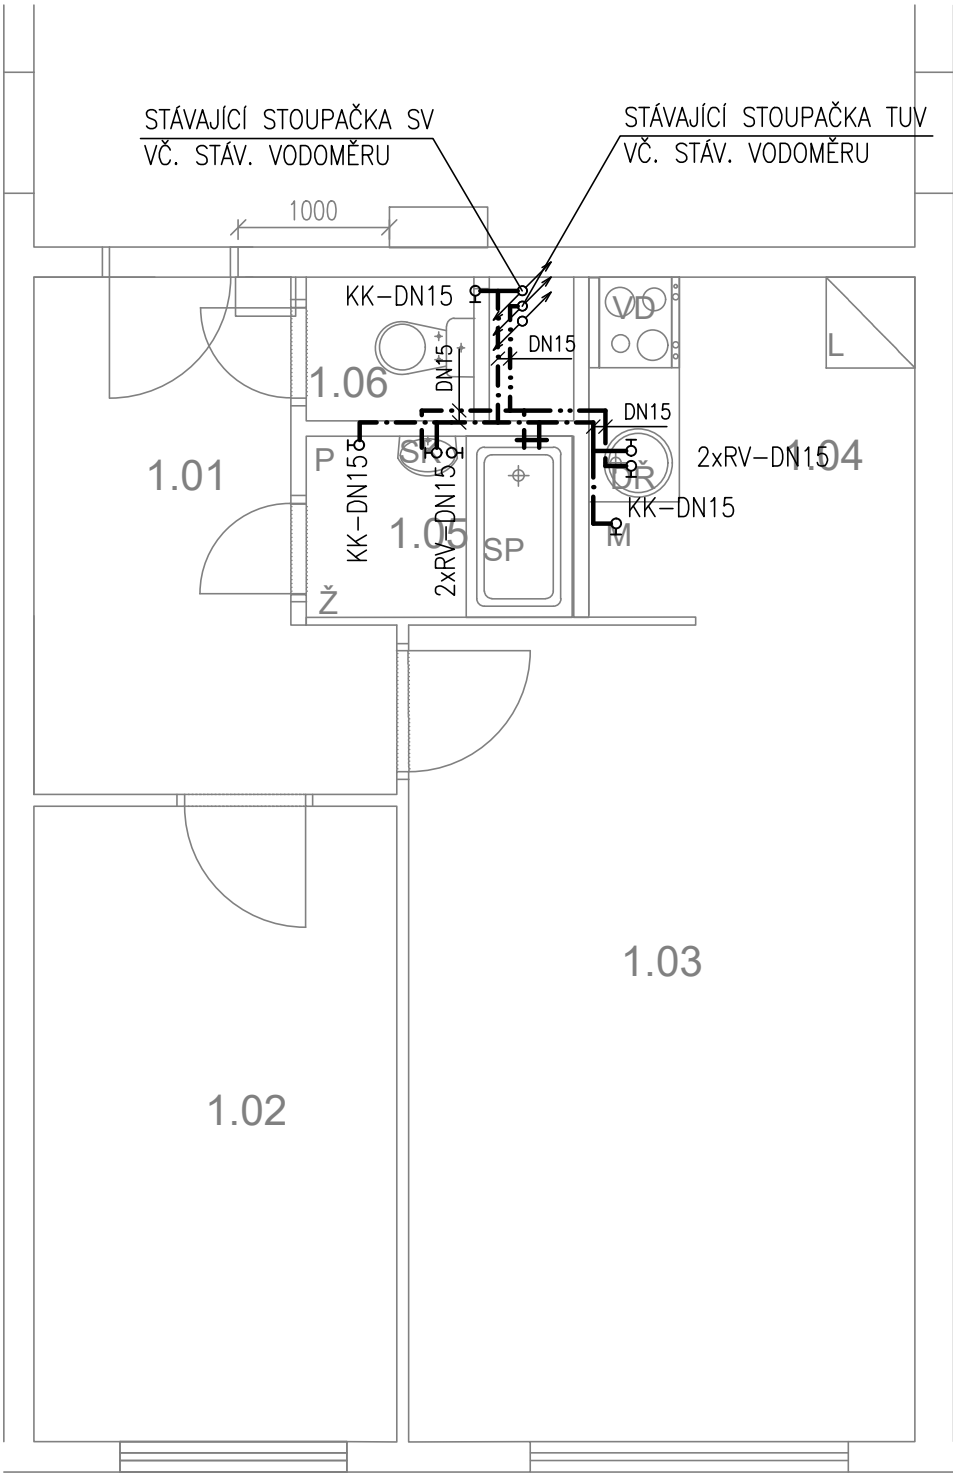 STÁVAJÍCÍ STOUPAČKA SV
VČ. STÁV. VODOMĚRU
STÁVAJÍCÍ STOUPAČKA TUV
VČ. STÁV. VODOMĚRU
1000
KK-DN15
VD
DN15
DN15
L
1.06
DN15
P
SK
2xRV-DN15
1.04
1.01
DŘ
KK-DN15
KK-DN15
2xRV-DN15
1.05
SP
M
Ž
1.03
1.02